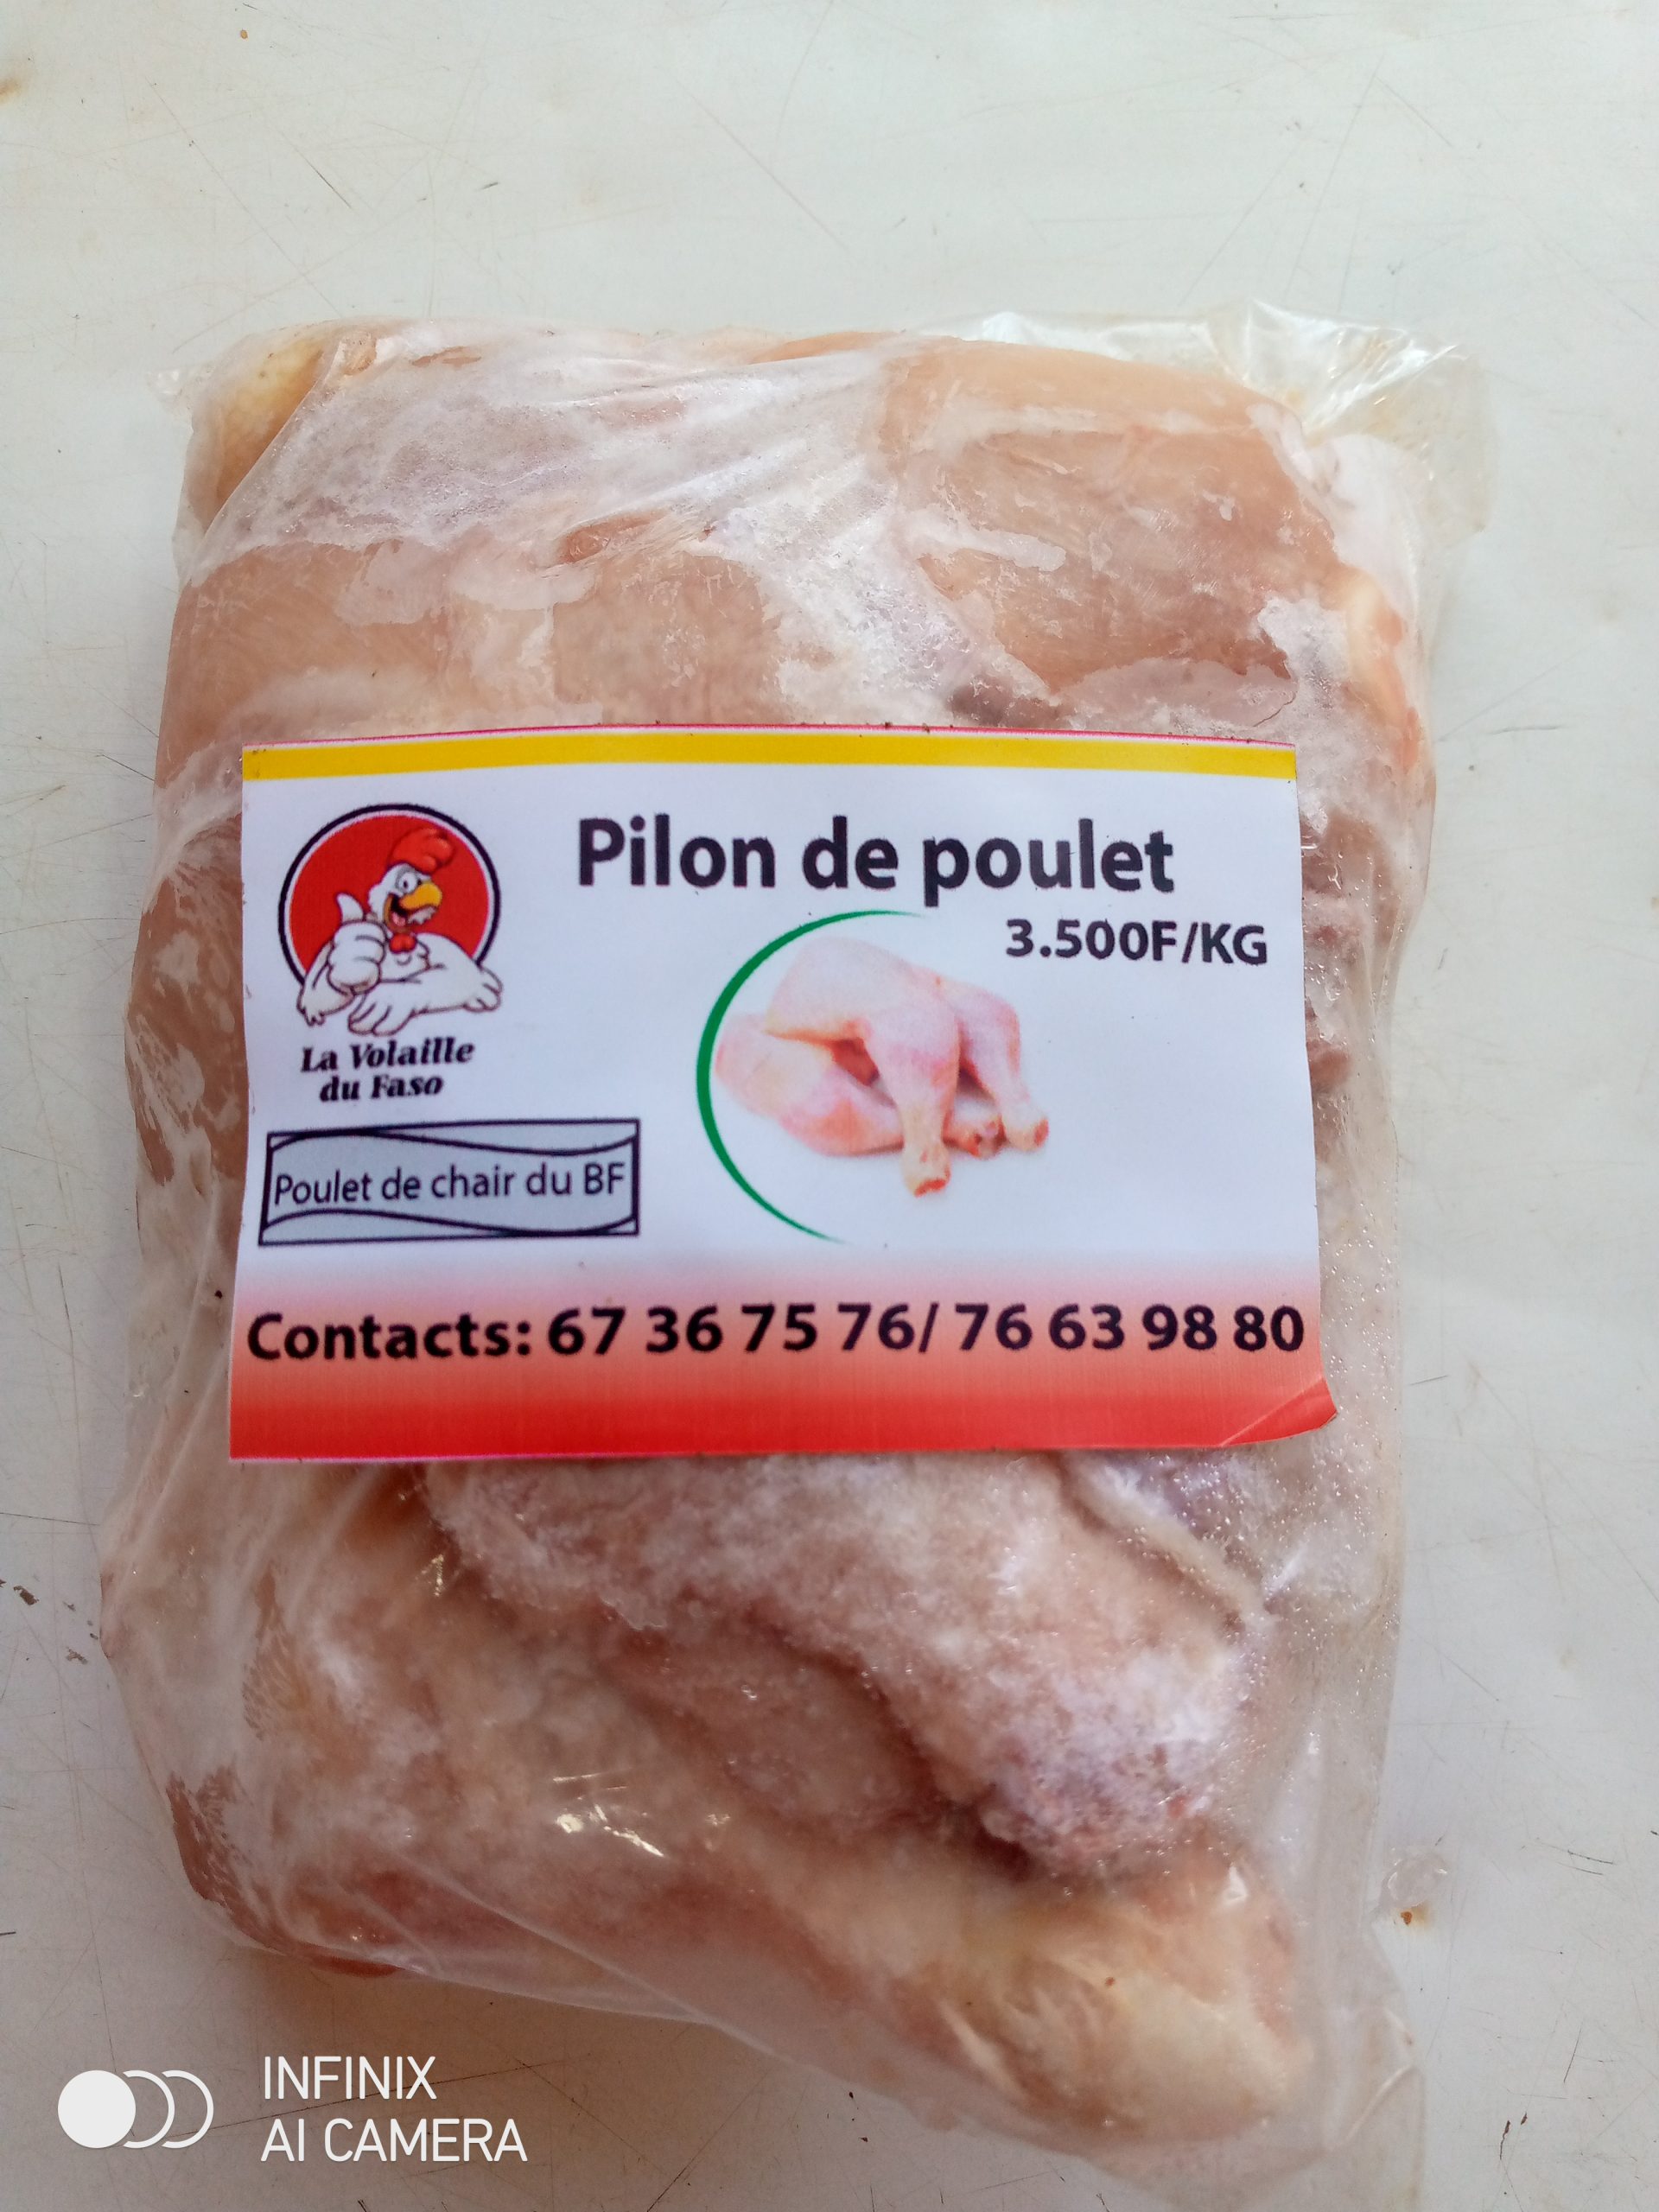 Pilon de poulet
3.500F/KG
La Volaille
du Faso
Poulet de chair du BF
Contacts: 67 36 75 76/ 76 63 98 80
INFINIX
AI CAMERA